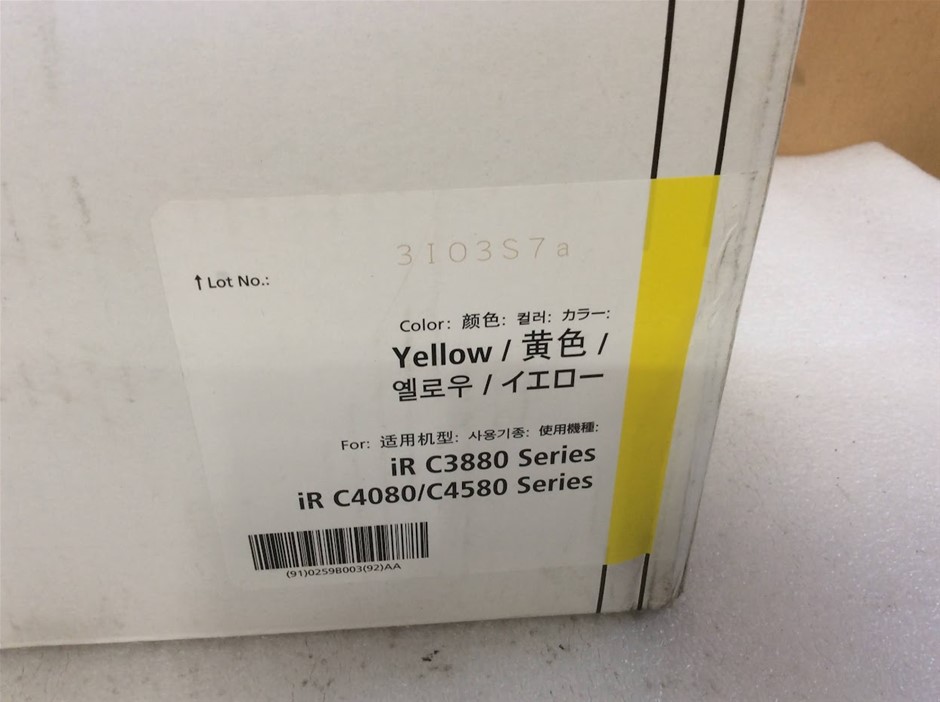 3I03S7a
↑Lot No.:
Color: 颜色: 컬러: カラー:
Yellow / 黄色 /
옐로우 / イエロー
For: 适用机型: 사용기종: 使用機種:
iR C3880 Series
iR C4080/C4580 Series
(91)0259B003(92)AA